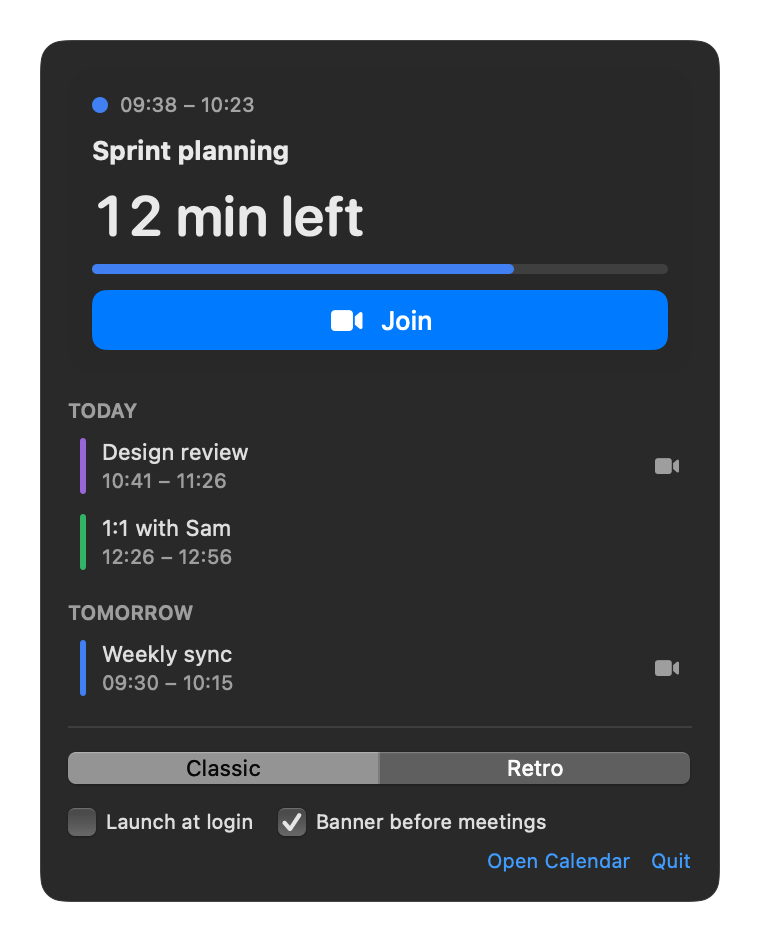 09:38 – 10:23
Sprint planning
12 min left
Join
TODAY
Design review
10:41 – 11:26
1:1 with Sam
12:26 – 12:56
TOMORROW
Weekly sync
09:30 – 10:15
Classic Retro
Launch at login Banner before meetings
Open Calendar Quit